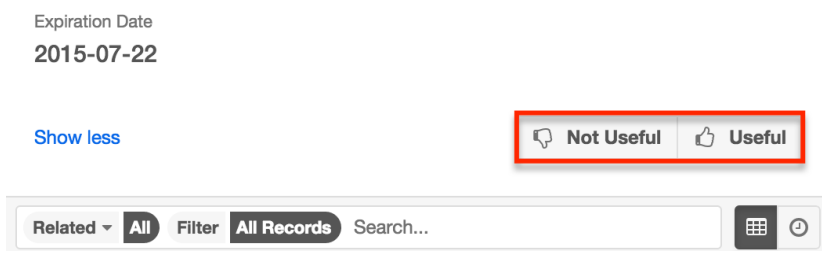 Expiration Date
2015-07-22
Show less Not Useful Useful
Related All Filter All Records Search...